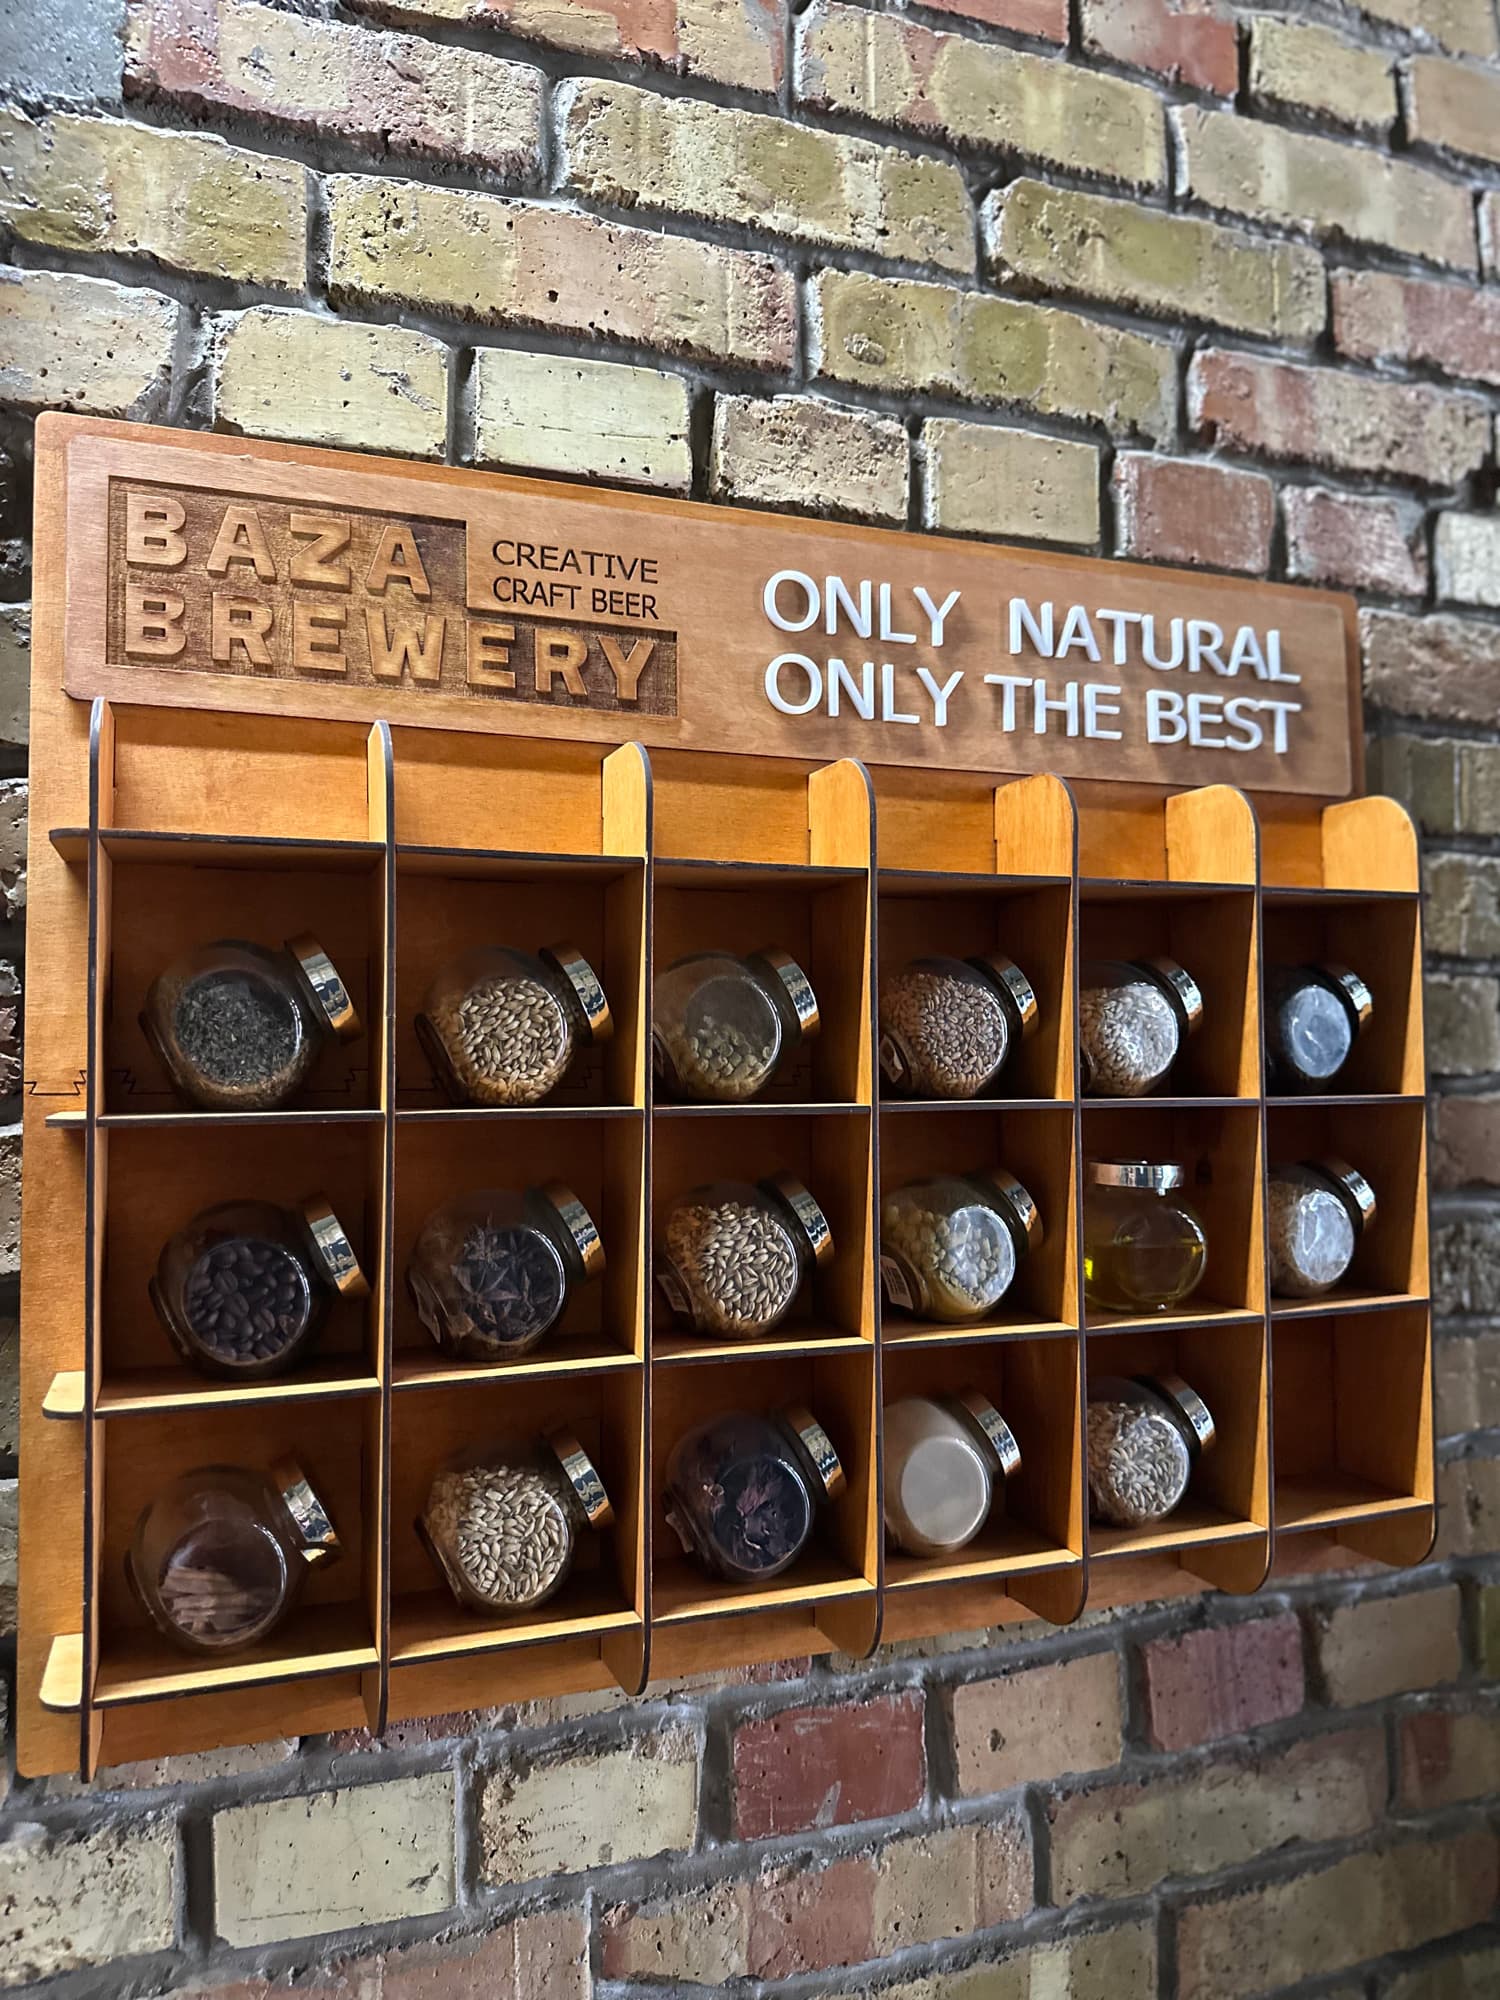 BAZA
BREWERY
CREATIVE
CRAFT BEER
ONLY NATURAL
ONLY THE BEST